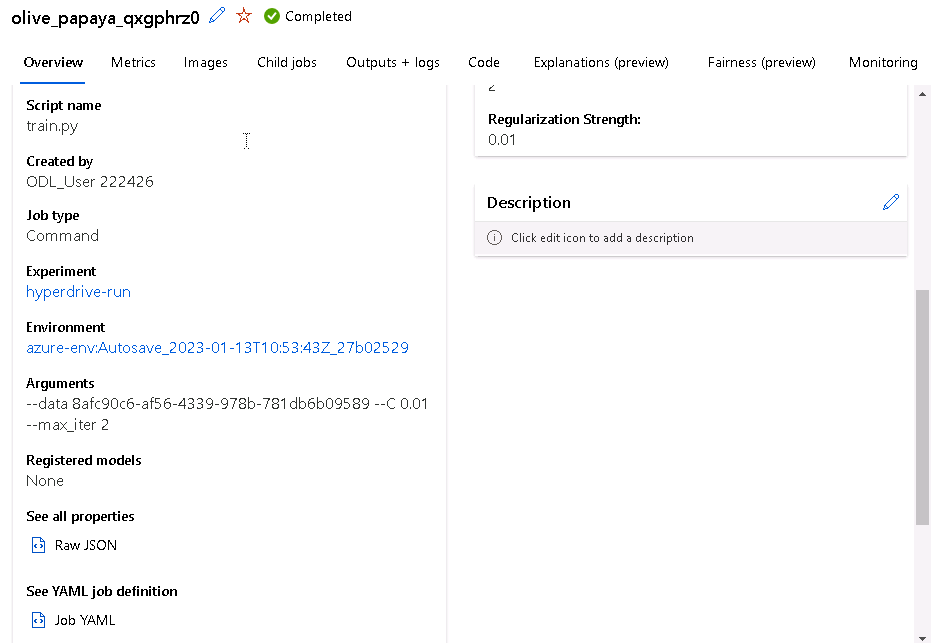 olive_papaya_qxgphrz0 Completed
Overview Metrics Images Child jobs Outputs + logs Code Explanations (preview) Fairness (preview) Monitoring
Script name
train.py
Created by
ODL_User 222426
Job type
Command
Experiment
hyperdrive-run
Environment
azure-env:Autosave_2023-01-13T10:53:43Z_27b02529
Arguments
--data 8afc90c6-af56-4339-978b-781db6b09589 --C 0.01
--max_iter 2
Registered models
None
See all properties
Raw JSON
See YAML job definition
Job YAML
2
Regularization Strength:
0.01
Description
Click edit icon to add a description